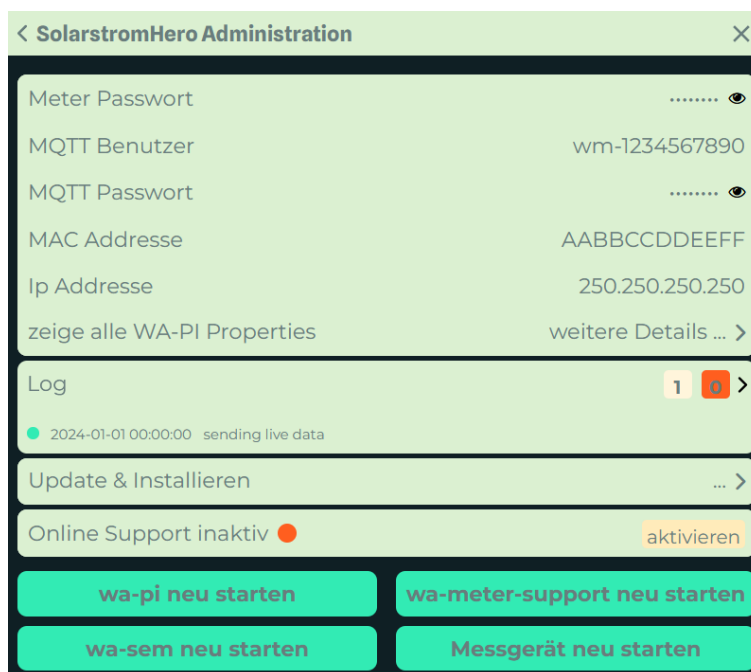 SolarstromHero Administration
Meter Passwort ········
MQTT Benutzer wm-1234567890
MQTT Passwort ········
MAC Addresse AABBCCDDEEFF
Ip Addresse 250.250.250.250
zeige alle WA-PI Properties weitere Details ...
Log 1 0
2024-01-01 00:00:00 sending live data
Update & Installieren ...
Online Support inaktiv aktivieren
wa-pi neu starten wa-meter-support neu starten
wa-sem neu starten Messgerät neu starten